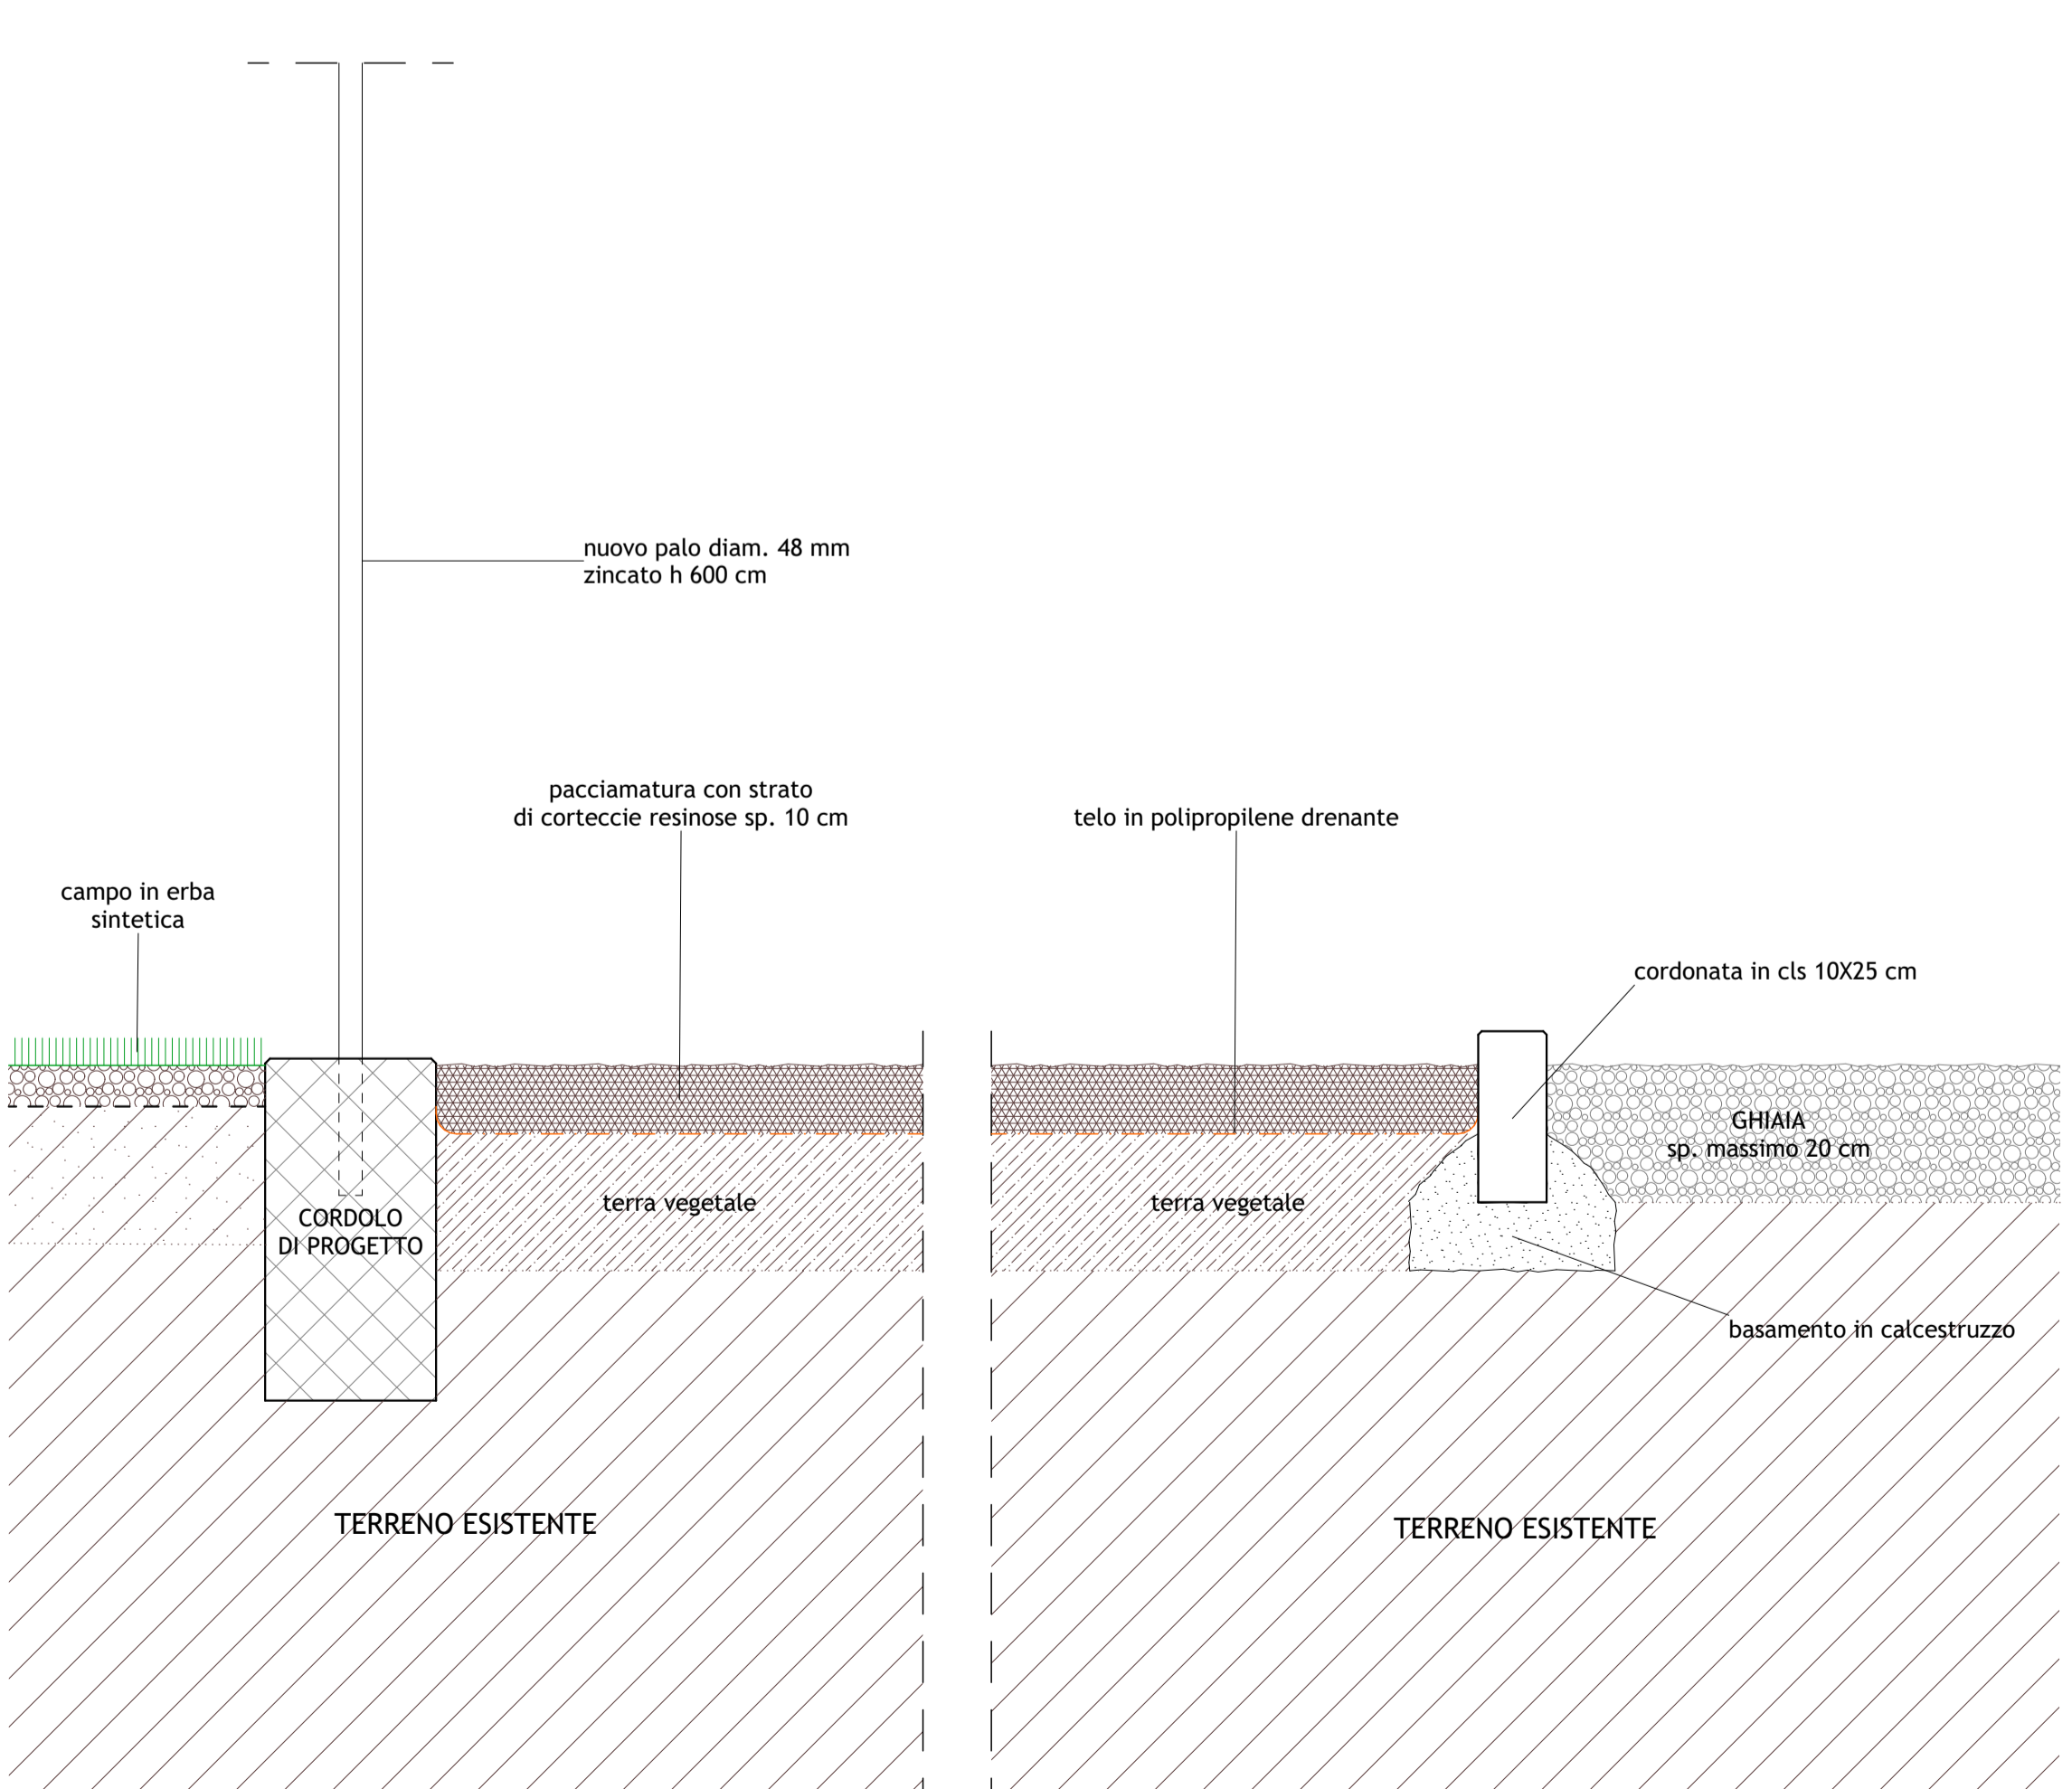 nuovo palo diam. 48 mm
zincato h 600 cm
pacciamatura con strato
di corteccie resinose sp. 10 cm
telo in polipropilene drenante
campo in erba
sintetica
cordonata in cls 10X25 cm
GHIAIA
sp. massimo 20 cm
terra vegetale
terra vegetale
CORDOLO
DI PROGETTO
basamento in calcestruzzo
TERRENO ESISTENTE
TERRENO ESISTENTE